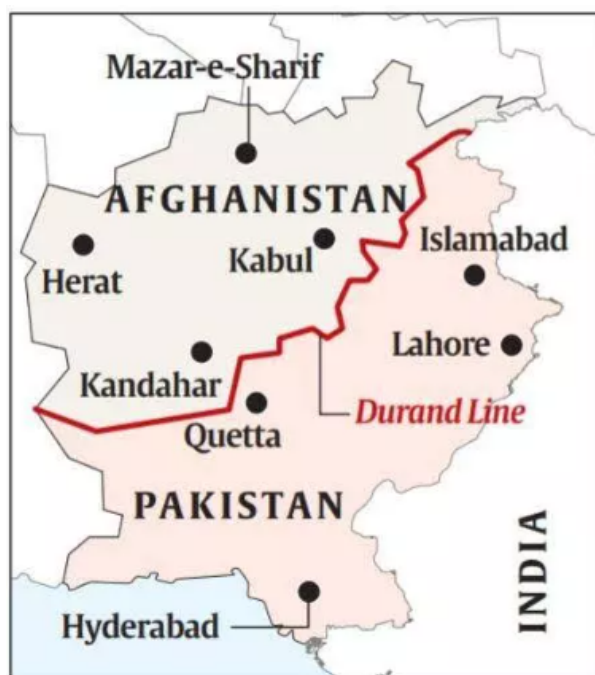 Mazar-e-Sharif
AFGHANISTAN
Herat
Kabul
Islamabad
Lahore
Kandahar
Durand Line
Quetta
PAKISTAN
INDIA
Hyderabad